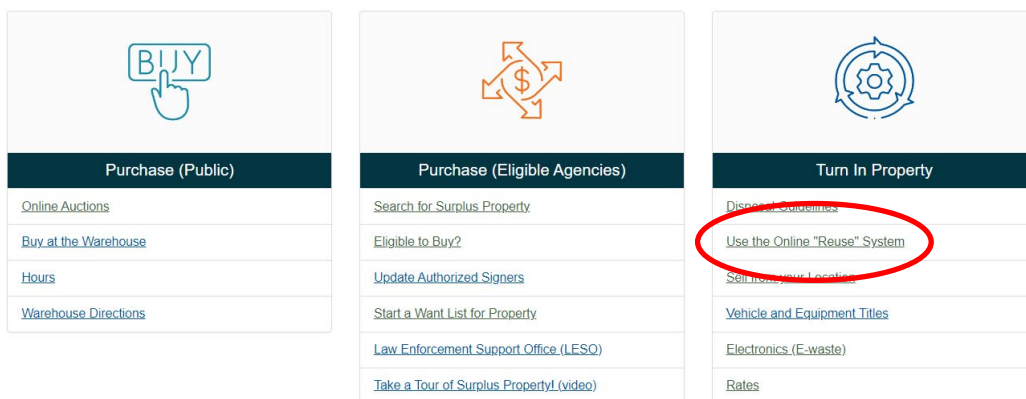 BUY
Purchase (Public)
Online Auctions
Buy at the Warehouse
Hours
Warehouse Directions
$
Purchase (Eligible Agencies)
Search for Surplus Property
Eligible to Buy?
Update Authorized Signers
Start a Want List for Property
Law Enforcement Support Office (LESO)
Take a Tour of Surplus Property! (video)
Turn In Property
Disposal Guidelines
Use the Online "Reuse" System
Sell from your Location
Vehicle and Equipment Titles
Electronics (E-waste)
Rates